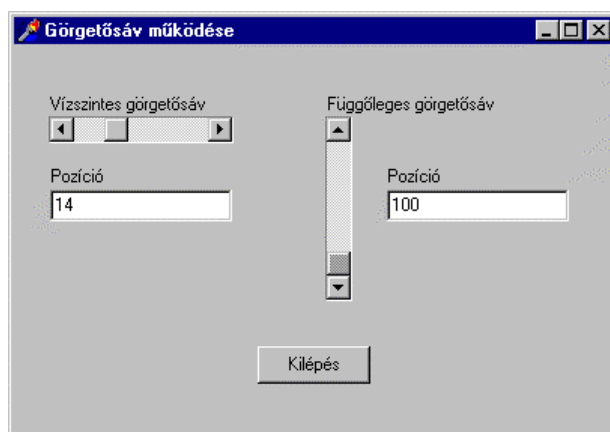 Görgetősáv működése
Vízszintes görgetősáv
Függőleges görgetősáv
Pozíció
14
Pozíció
100
Kilépés